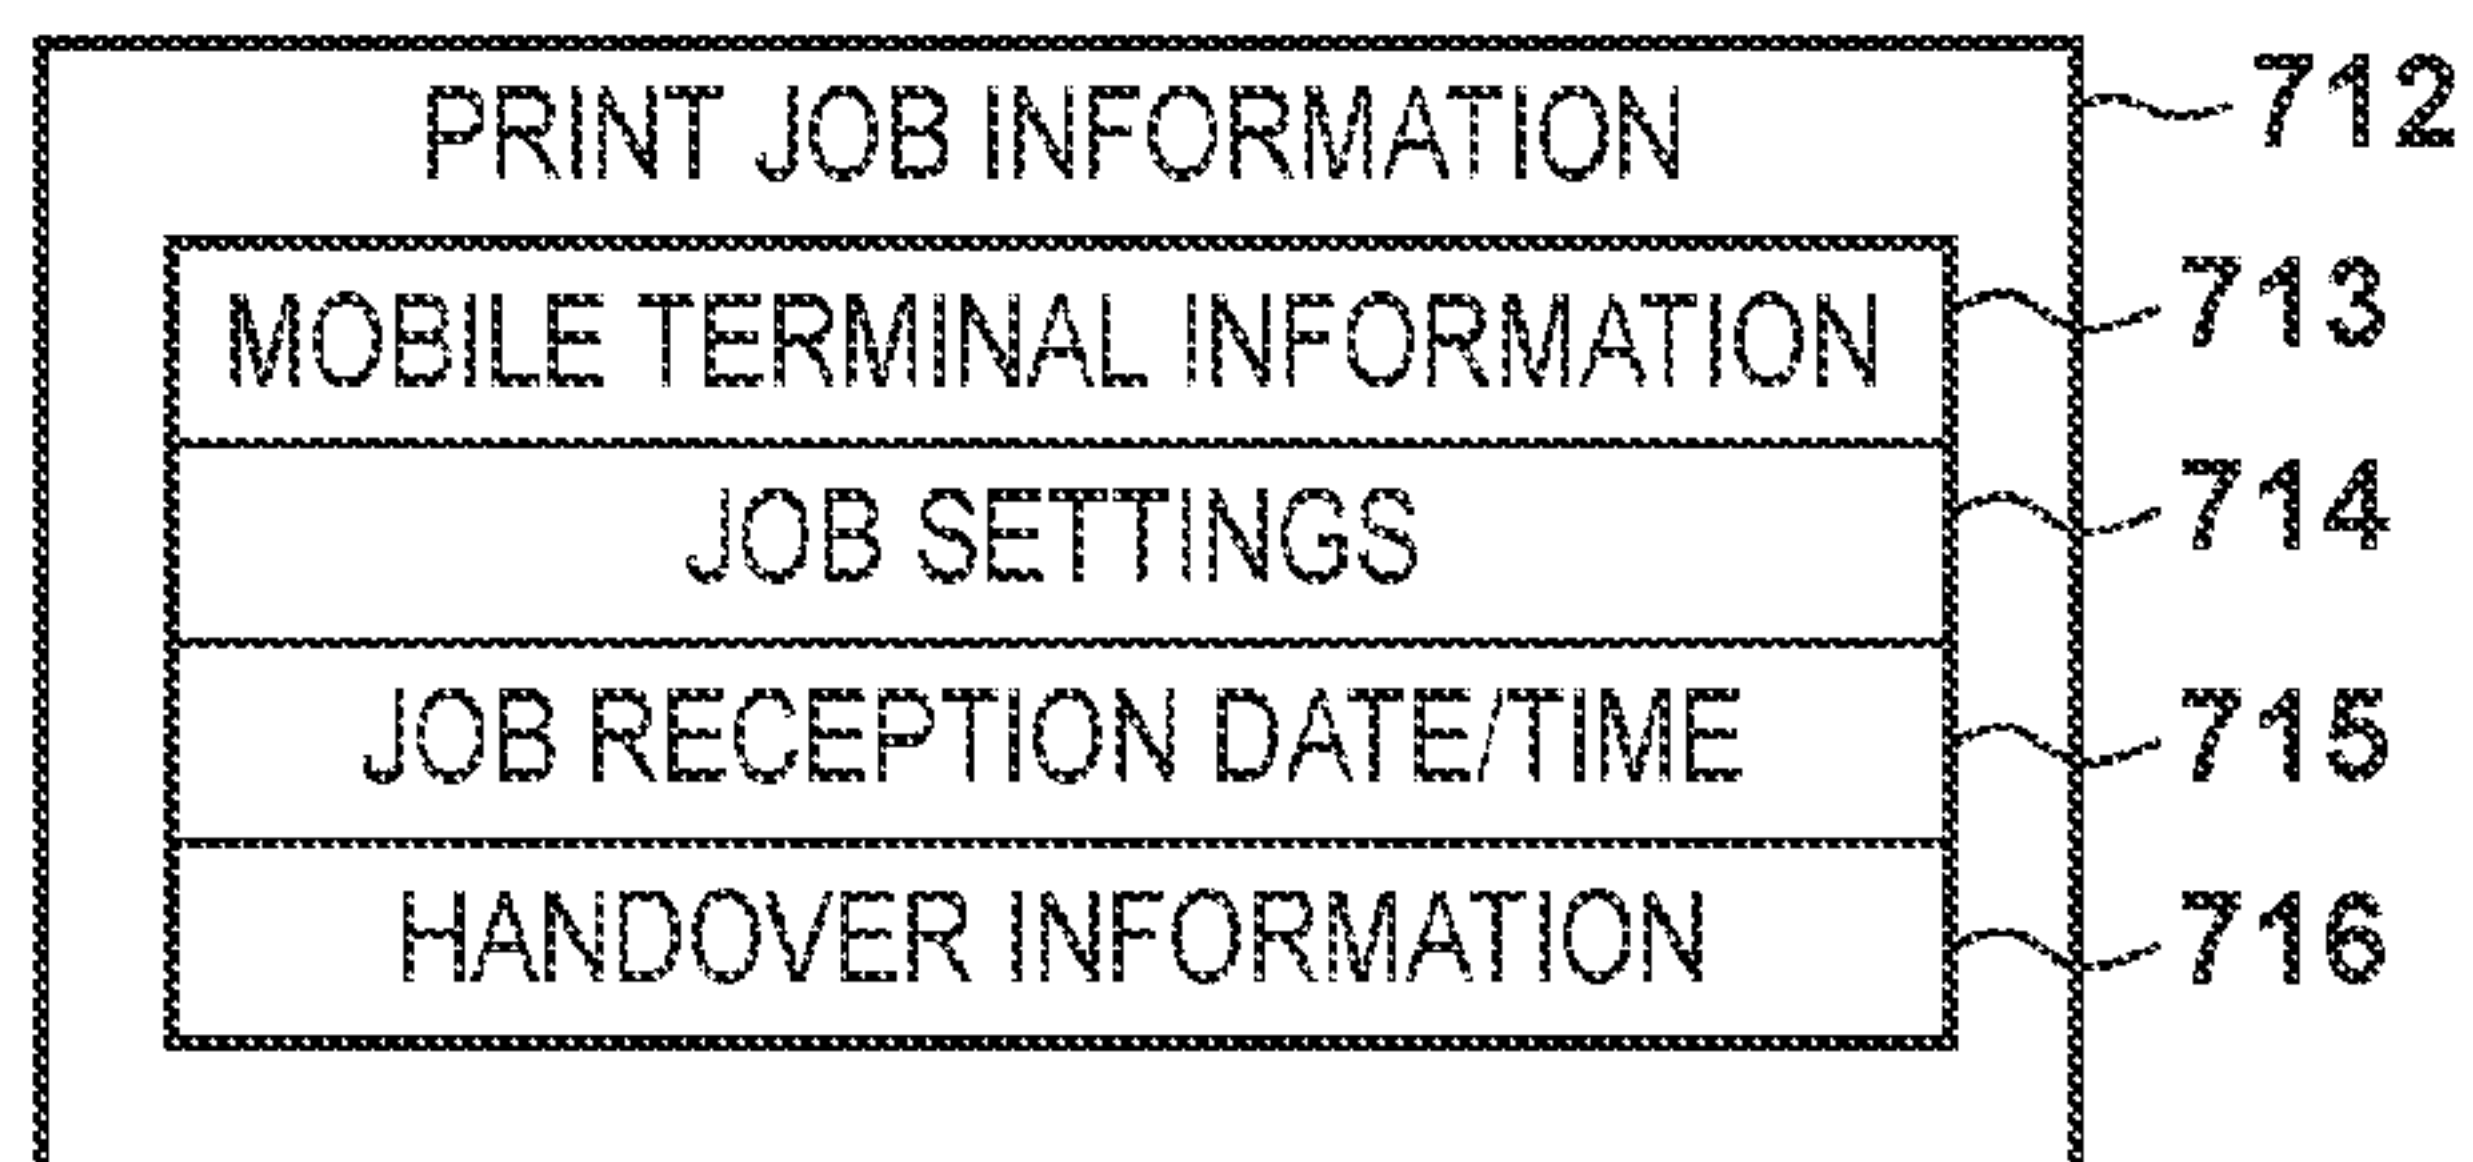 PRINT JOB INFORMATION 712
MOBILE TERMINAL INFORMATION 713
JOB SETTINGS 714
JOB RECEPTION DATE/TIME 715
HANDOVER INFORMATION 716